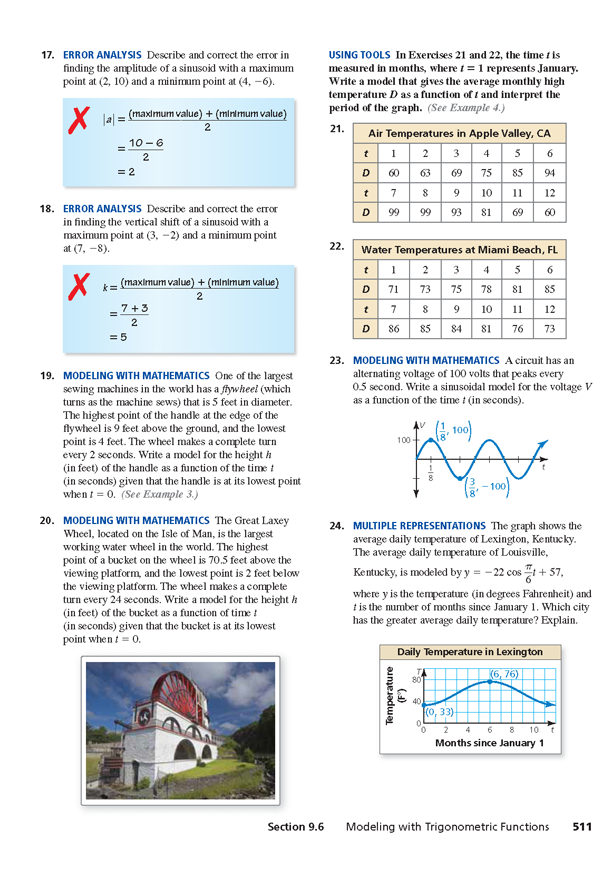 17. ERROR ANALYSIS Describe and correct the error in
finding the amplitude of a sinusoid with a maximum
point at (2, 10) and a minimum point at (4, −6).
|a| = (maximum value) + (minimum value)
2
= 10 − 6
2
= 2
18. ERROR ANALYSIS Describe and correct the error
in finding the vertical shift of a sinusoid with a
maximum point at (3, −2) and a minimum point
at (7, −8).
k = (maximum value) + (minimum value)
2
= 7 + 3
2
= 5
19. MODELING WITH MATHEMATICS One of the largest
sewing machines in the world has a flywheel (which
turns as the machine sews) that is 5 feet in diameter.
The highest point of the handle at the edge of the
flywheel is 9 feet above the ground, and the lowest
point is 4 feet. The wheel makes a complete turn
every 2 seconds. Write a model for the height h
(in feet) of the handle as a function of the time t
(in seconds) given that the handle is at its lowest point
when t = 0. (See Example 3.)
20. MODELING WITH MATHEMATICS The Great Laxey
Wheel, located on the Isle of Man, is the largest
working water wheel in the world. The highest
point of a bucket on the wheel is 70.5 feet above the
viewing platform, and the lowest point is 2 feet below
the viewing platform. The wheel makes a complete
turn every 24 seconds. Write a model for the height h
(in feet) of the bucket as a function of time t
(in seconds) given that the bucket is at its lowest
point when t = 0.
USING TOOLS In Exercises 21 and 22, the time t is
measured in months, where t = 1 represents January.
Write a model that gives the average monthly high
temperature D as a function of t and interpret the
period of the graph. (See Example 4.)
21.
Air Temperatures in Apple Valley, CA
t 1 2 3 4 5 6
D 60 63 69 75 85 94
t 7 8 9 10 11 12
D 99 99 93 81 69 60
22.
Water Temperatures at Miami Beach, FL
t 1 2 3 4 5 6
D 71 73 75 78 81 85
t 7 8 9 10 11 12
D 86 85 84 81 76 73
23. MODELING WITH MATHEMATICS A circuit has an
alternating voltage of 100 volts that peaks every
0.5 second. Write a sinusoidal model for the voltage V
as a function of the time t (in seconds).
V
(1/8, 100)
100
1/8
t
(3/8, −100)
24. MULTIPLE REPRESENTATIONS The graph shows the
average daily temperature of Lexington, Kentucky.
The average daily temperature of Louisville,
Kentucky, is modeled by y = −22 cos π/6 t + 57,
where y is the temperature (in degrees Fahrenheit) and
t is the number of months since January 1. Which city
has the greater average daily temperature? Explain.
Daily Temperature in Lexington
Temperature
(F°)
T
80
(6, 76)
40
(0, 33)
0
0 2 4 6 8 10 t
Months since January 1
Section 9.6 Modeling with Trigonometric Functions 511